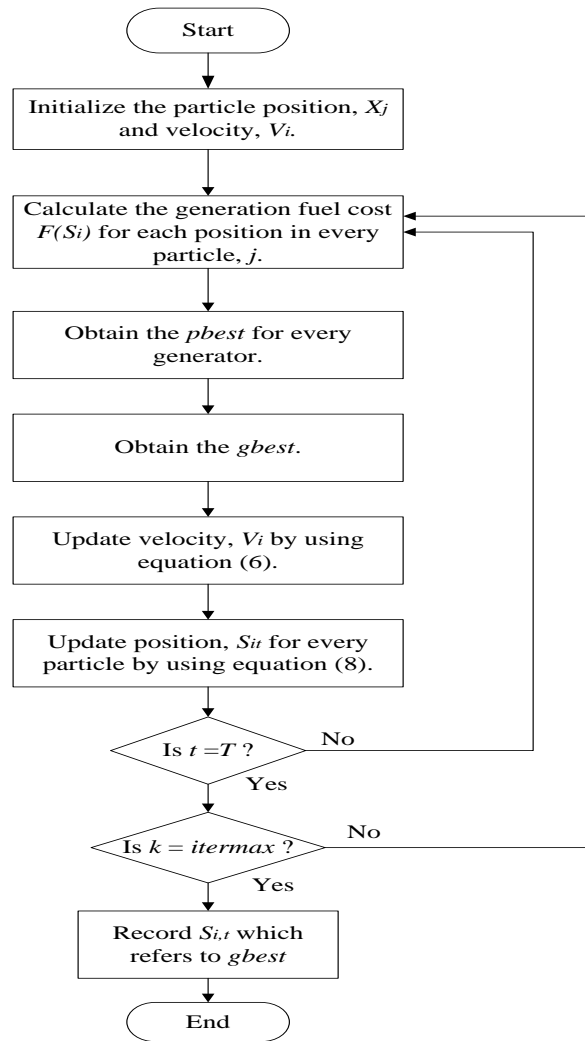 Start
Initialize the particle position, Xj
and velocity, Vi.
Calculate the generation fuel cost
F(Si) for each position in every
particle, j.
Obtain the pbest for every
generator.
Obtain the gbest.
Update velocity, Vi by using
equation (6).
Update position, Sit for every
particle by using equation (8).
Is t =T ?
No
Yes
Is k = itermax ?
No
Yes
Record Si,t which
refers to gbest
End